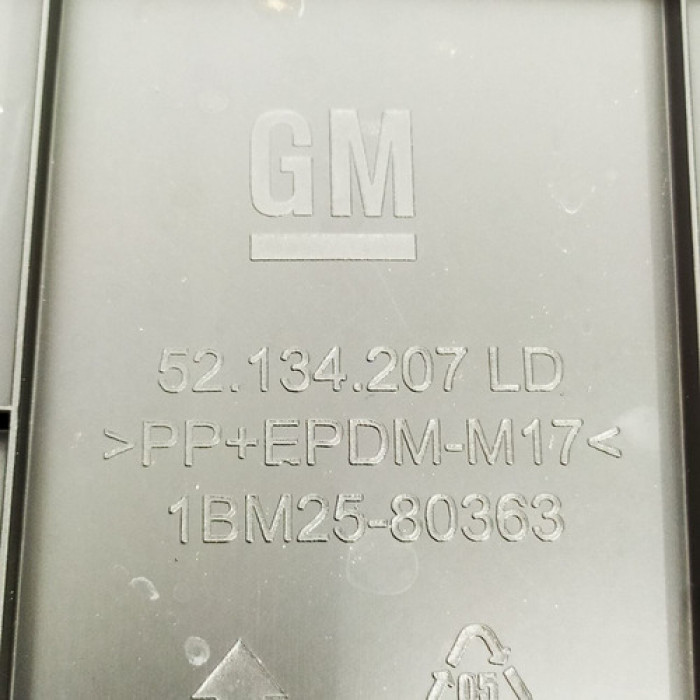 GM
52.134.207 LD
>PP+EPDM-M17<
1BM25-80363
05